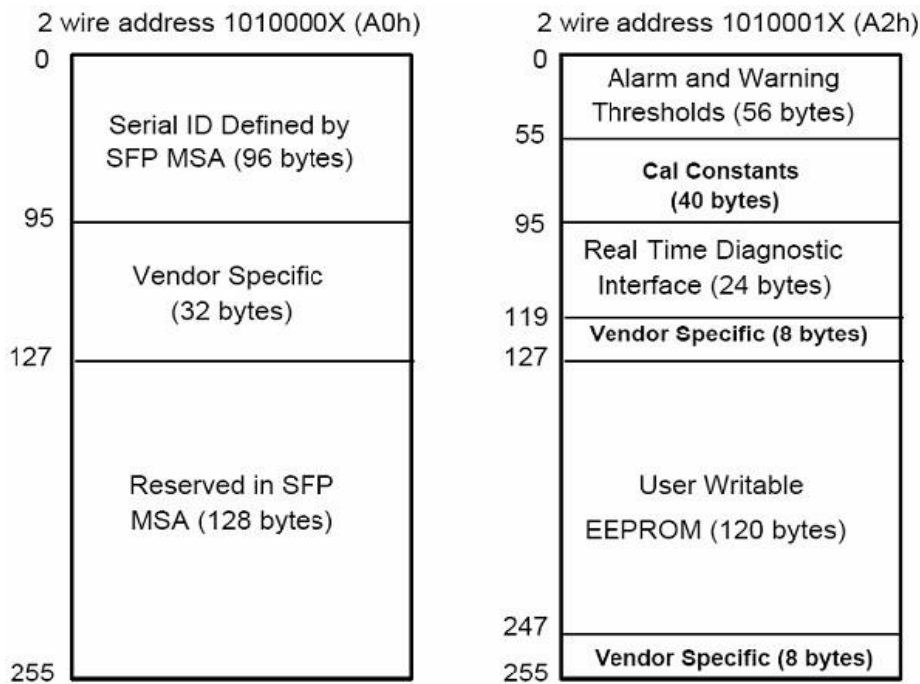 2 wire address 1010000X (A0h)
0
Serial ID Defined by
SFP MSA (96 bytes)
95
Vendor Specific
(32 bytes)
127
Reserved in SFP
MSA (128 bytes)
255
2 wire address 1010001X (A2h)
0
Alarm and Warning
Thresholds (56 bytes)
55
Cal Constants
(40 bytes)
95
Real Time Diagnostic
Interface (24 bytes)
119
Vendor Specific (8 bytes)
127
User Writable
EEPROM (120 bytes)
247
Vendor Specific (8 bytes)
255